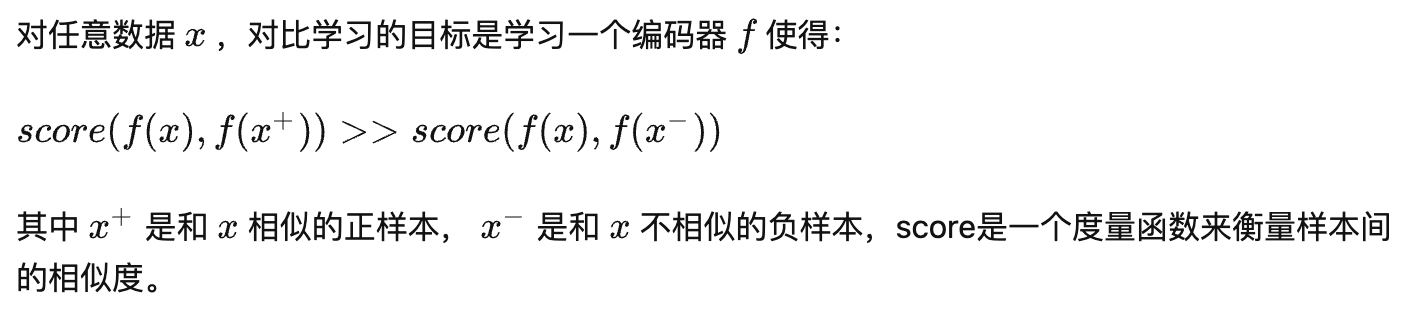 对任意数据 x ，对比学习的目标是学习一个编码器 f 使得：
score(f(x), f(x⁺)) >> score(f(x), f(x⁻))
其中 x⁺ 是和 x 相似的正样本， x⁻ 是和 x 不相似的负样本，score是一个度量函数来衡量样本间
的相似度。